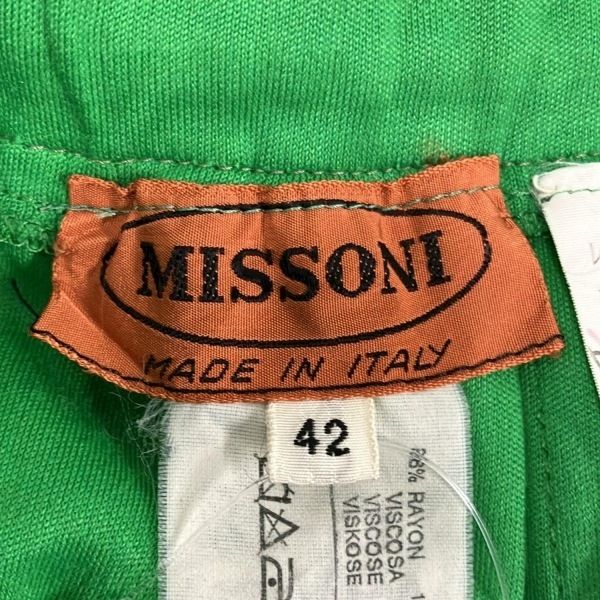 MISSONI
MADE IN ITALY
42
RAYON
VISCOSA
VISCOSE
VISKOSE